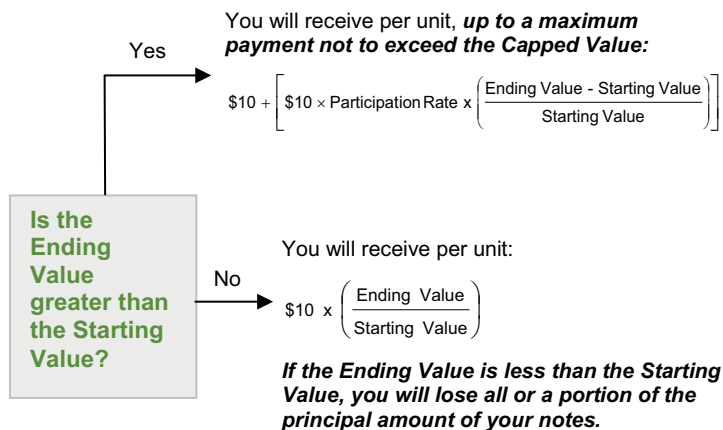 You will receive per unit, up to a maximum
payment not to exceed the Capped Value:
Yes
$10 + [ $10 × Participation Rate x ( Ending Value - Starting Value
Starting Value ) ]
Is the
Ending
Value
greater than
the Starting
Value?
No
You will receive per unit:
$10 x ( Ending Value
Starting Value )
If the Ending Value is less than the Starting
Value, you will lose all or a portion of the
principal amount of your notes.